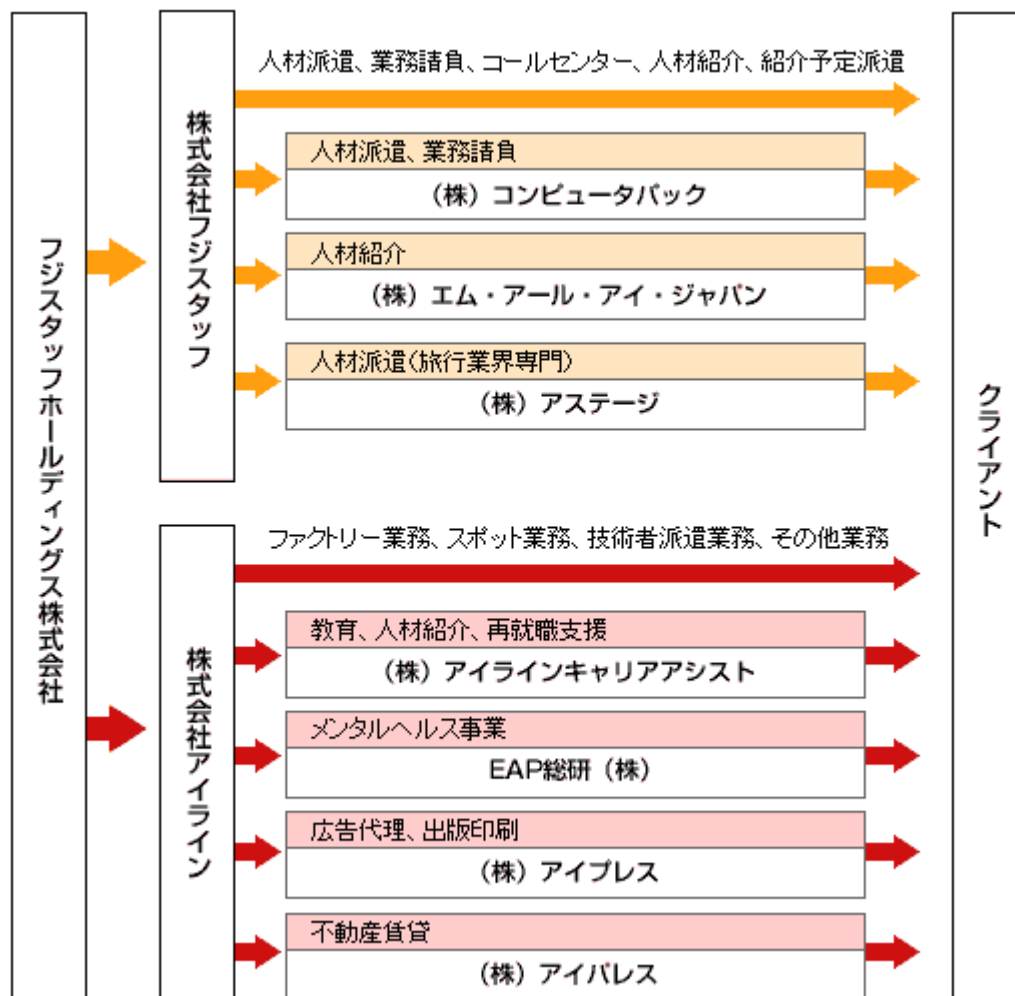 フジスタッフホールディングス株式会社
株式会社フジスタッフ
人材派遣、業務請負、コールセンター、人材紹介、紹介予定派遣
人材派遣、業務請負
（株）コンピュータバック
人材紹介
（株）エム・アール・アイ・ジャパン
人材派遣(旅行業界専門)
（株）アステージ
株式会社アイライン
ファクトリー業務、スポット業務、技術者派遣業務、その他業務
教育、人材紹介、再就職支援
（株）アイラインキャリアアシスト
メンタルヘルス事業
EAP総研（株）
広告代理、出版印刷
（株）アイプレス
不動産賃貸
（株）アイパレス
クライアント